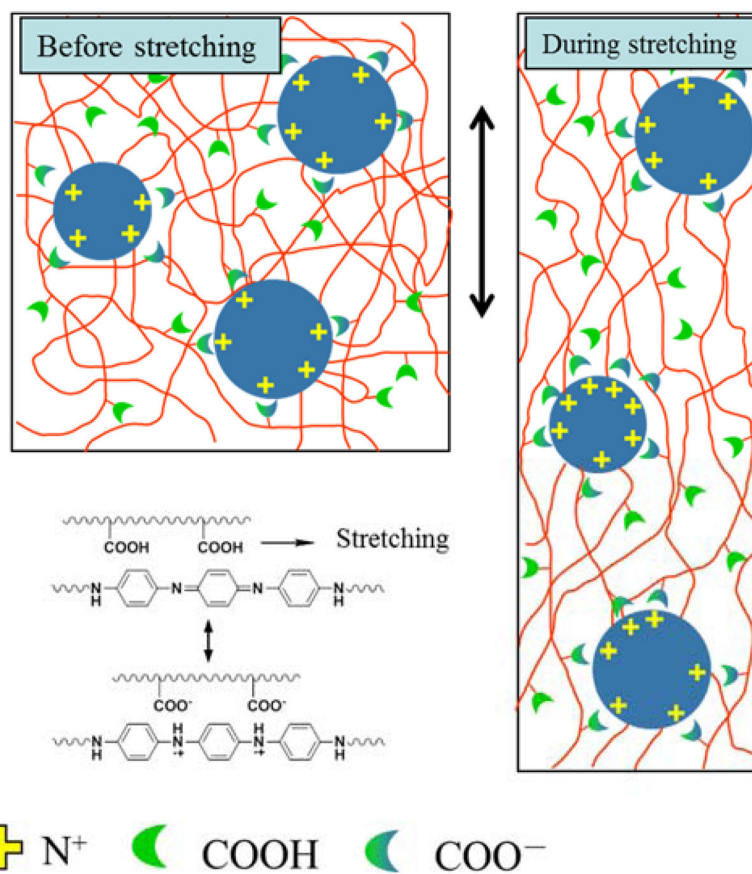 Before stretching
During stretching
COOH COOH
Stretching
N H N N N H
COO⁻ COO⁻
N H H N ·+ H N ·+ N H
N⁺ COOH COO⁻